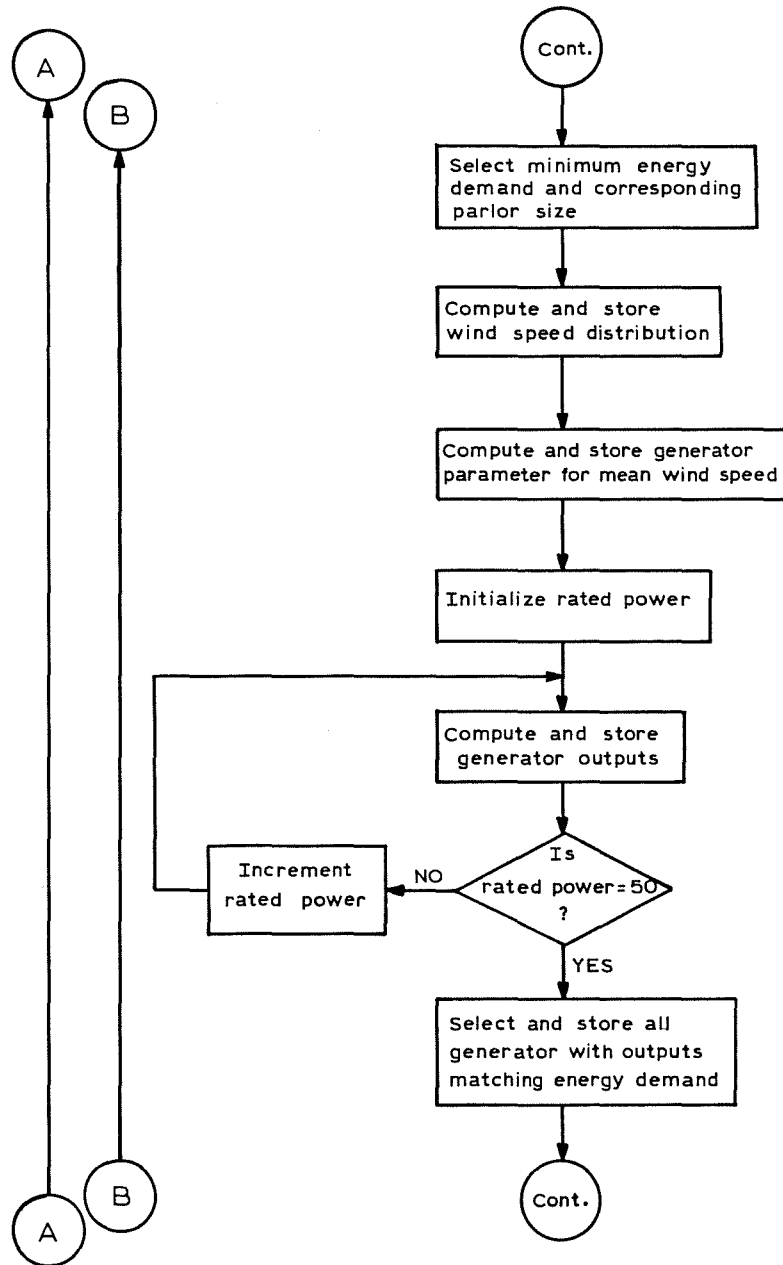 A
B
Cont.
Select minimum energy
demand and corresponding
parlor size
Compute and store
wind speed distribution
Compute and store generator
parameter for mean wind speed
Initialize rated power
Compute and store
generator outputs
Is
rated power=50
?
NO
Increment
rated power
YES
Select and store all
generator with outputs
matching energy demand
B
A
Cont.